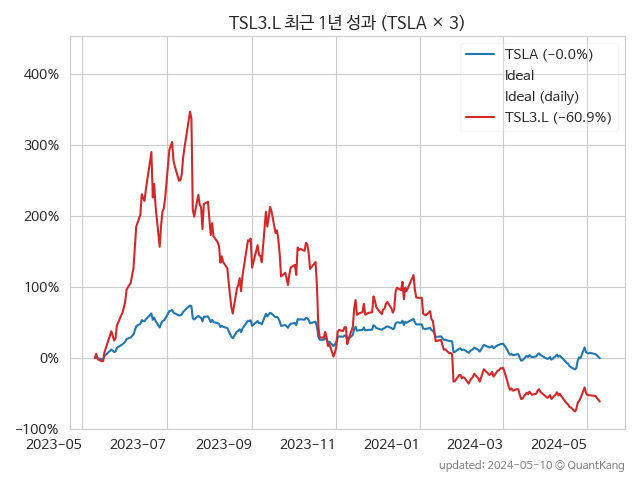 TSL3.L 최근 1년 성과 (TSLA × 3)
TSLA (−0.0%)
Ideal
Ideal (daily)
TSL3.L (−60.9%)
400%
300%
200%
100%
0%
−100%
2023−05
2023−07
2023−09
2023−11
2024−01
2024−03
2024−05
updated: 2024−05−10 © QuantKang